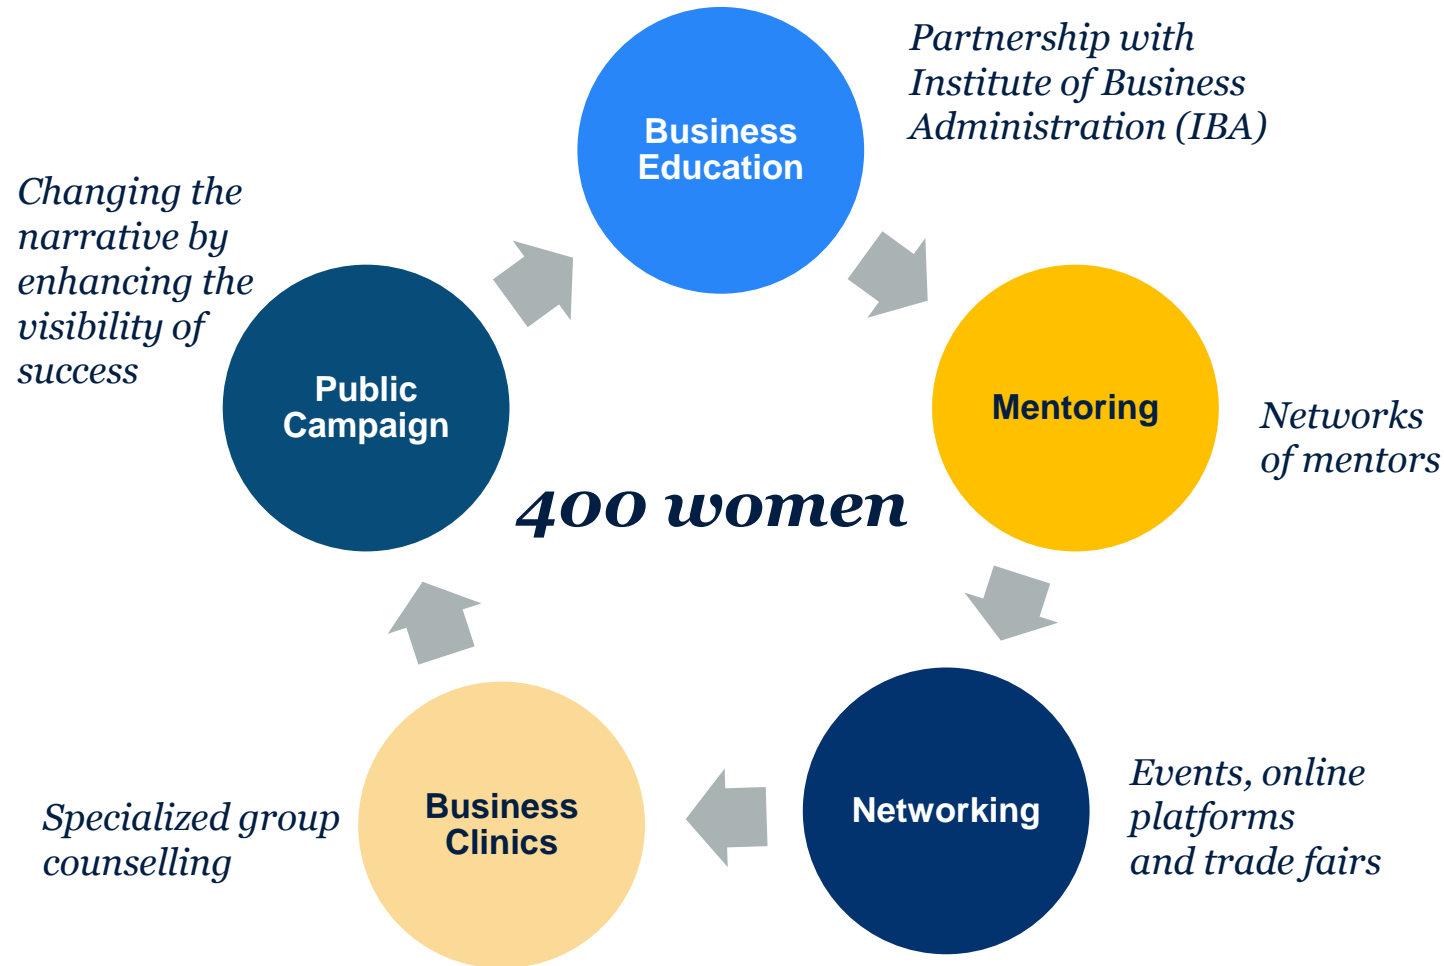 Business
Education
Partnership with
Institute of Business
Administration (IBA)
Mentoring
Networks
of mentors
Networking
Events, online
platforms
and trade fairs
Business
Clinics
Specialized group
counselling
Public
Campaign
Changing the
narrative by
enhancing the
visibility of
success
400 women